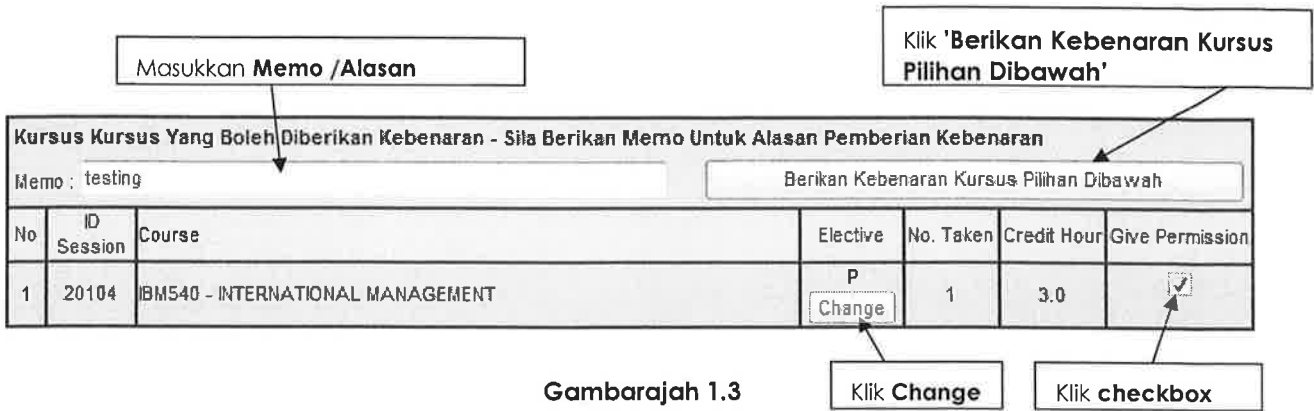 Masukkan Memo /Alasan
Klik 'Berikan Kebenaran Kursus
Pilihan Dibawah'
Kursus Kursus Yang Boleh Diberikan Kebenaran - Sila Berikan Memo Untuk Alasan Pemberian Kebenaran
Memo : testing
Berikan Kebenaran Kursus Pilihan Dibawah
No ID Session Course Elective No. Taken Credit Hour Give Permission
1 20104 IBM540 - INTERNATIONAL MANAGEMENT P Change 1 3.0
Gambarajah 1.3
Klik Change
Klik checkbox